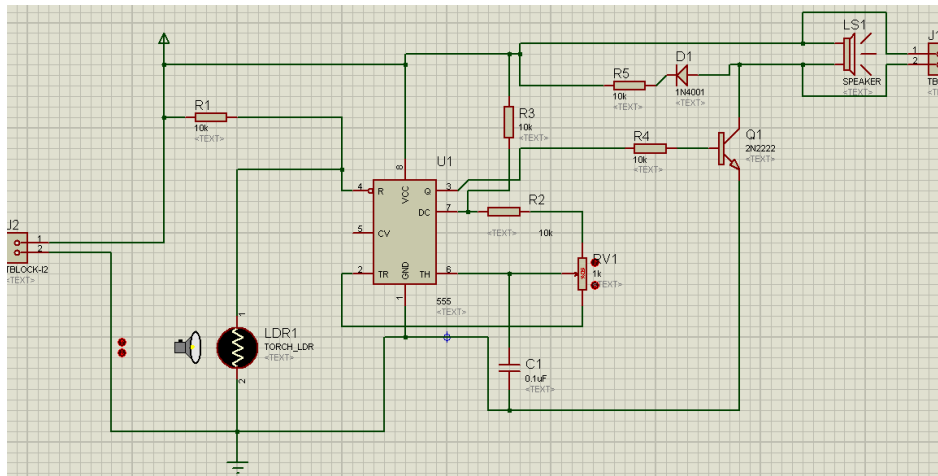 LS1
J1
1
2
SPEAKER
<TEXT>
TB
<TEXT>
D1
1N4001
<TEXT>
R5
10k
<TEXT>
R1
10k
<TEXT>
R3
10k
<TEXT>
R4
10k
<TEXT>
Q1
2N2222
<TEXT>
U1
8
VCC
4
R
Q
3
DC
7
5
CV
2
TR
TH
6
GND
1
555
<TEXT>
R2
<TEXT>
10k
RV1
1k
<TEXT>
J2
1
2
TBLOCK-I2
<TEXT>
1
LDR1
TORCH_LDR
<TEXT>
2
C1
0.1uF
<TEXT>